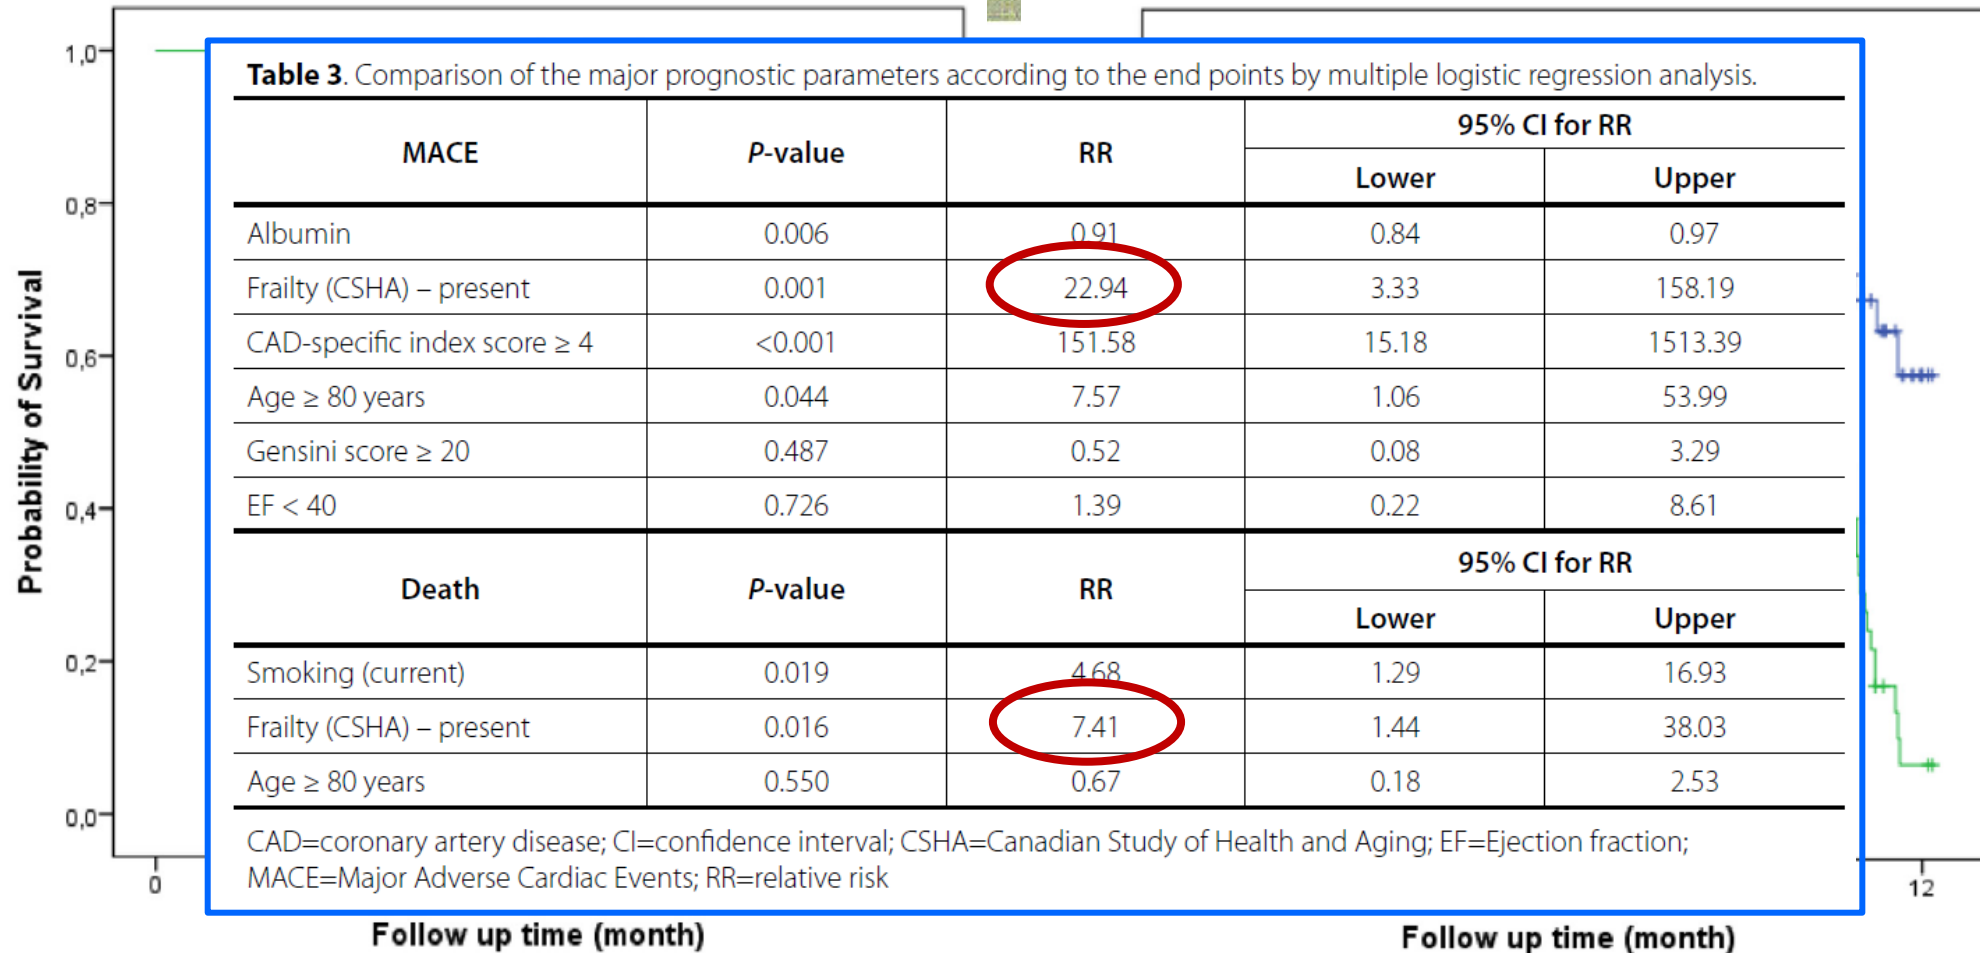 Table 3. Comparison of the major prognostic parameters according to the end points by multiple logistic regression analysis.
MACE P-value RR 95% CI for RR
Lower Upper
Albumin 0.006 0.91 0.84 0.97
Frailty (CSHA) – present 0.001 22.94 3.33 158.19
CAD-specific index score ≥ 4 <0.001 151.58 15.18 1513.39
Age ≥ 80 years 0.044 7.57 1.06 53.99
Gensini score ≥ 20 0.487 0.52 0.08 3.29
EF < 40 0.726 1.39 0.22 8.61
Death P-value RR 95% CI for RR
Lower Upper
Smoking (current) 0.019 4.68 1.29 16.93
Frailty (CSHA) – present 0.016 7.41 1.44 38.03
Age ≥ 80 years 0.550 0.67 0.18 2.53
CAD=coronary artery disease; CI=confidence interval; CSHA=Canadian Study of Health and Aging; EF=Ejection fraction;
MACE=Major Adverse Cardiac Events; RR=relative risk
Probability of Survival
1,0
0,8
0,6
0,4
0,2
0,0
0
12
Follow up time (month)
Follow up time (month)